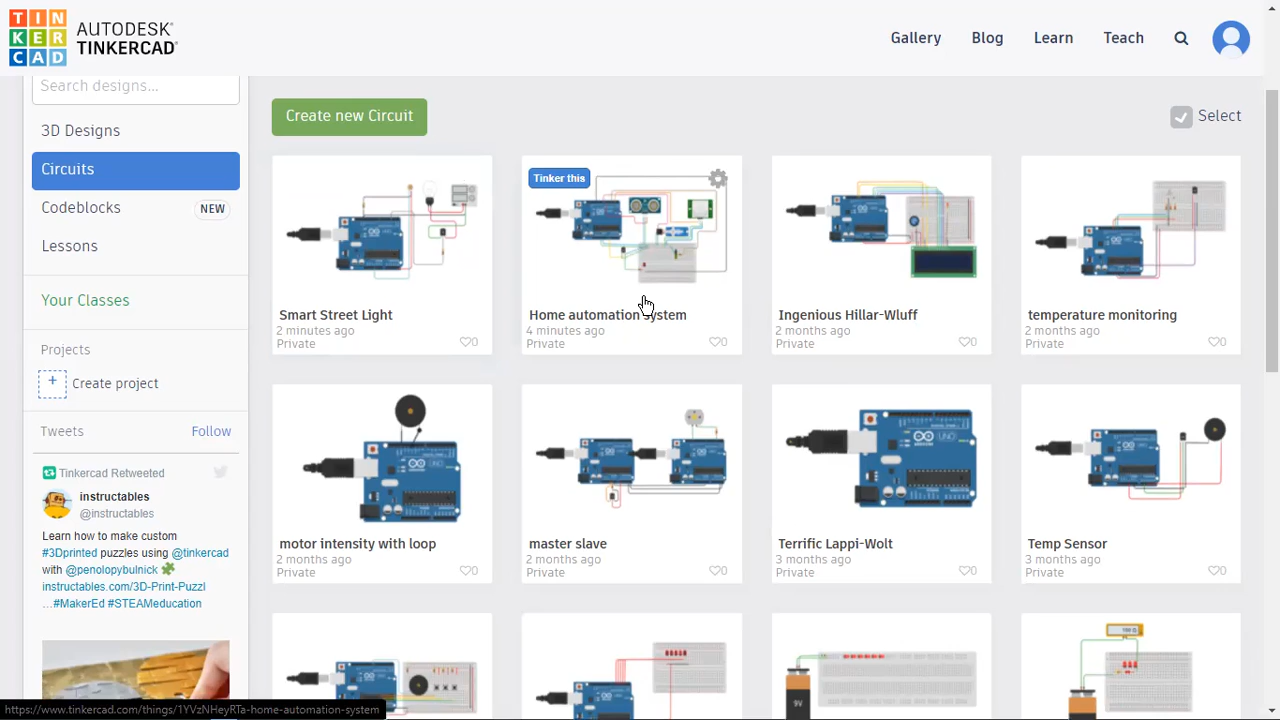 TIN
KER
CAD
AUTODESK®
TINKERCAD®
Gallery
Blog
Learn
Teach
Search designs...
3D Designs
Circuits
Codeblocks
NEW
Lessons
Your Classes
Projects
+ Create project
Tweets
Follow
Tinkercad Retweeted
instructables
@instructables
Learn how to make custom
#3Dprinted puzzles using @tinkercad
with @penolopybulnick
instructables.com/3D-Print-Puzzl
…#MakerEd #STEAMeducation
Create new Circuit
Select
Smart Street Light
2 minutes ago
Private
0
Tinker this
Home automation system
4 minutes ago
Private
0
Ingenious Hillar-Wluff
2 months ago
Private
0
temperature monitoring
2 months ago
Private
0
motor intensity with loop
2 months ago
Private
0
master slave
2 months ago
Private
0
Terrific Lappi-Wolt
3 months ago
Private
0
Temp Sensor
3 months ago
Private
0
9V
https://www.tinkercad.com/things/1YVzNHeyRTa-home-automation-system